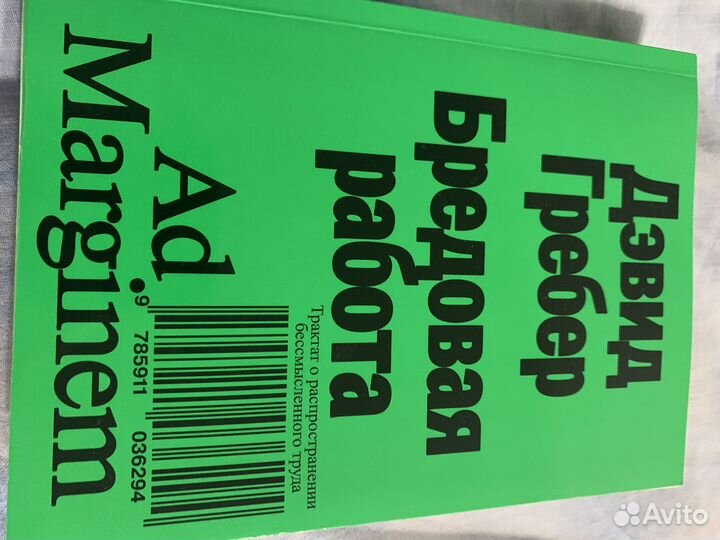 Дэвид
Гребер
Бредовая
работа
Трактат о распространении
бессмысленного труда
Ad
Marginem
9 785911 036294
Avito